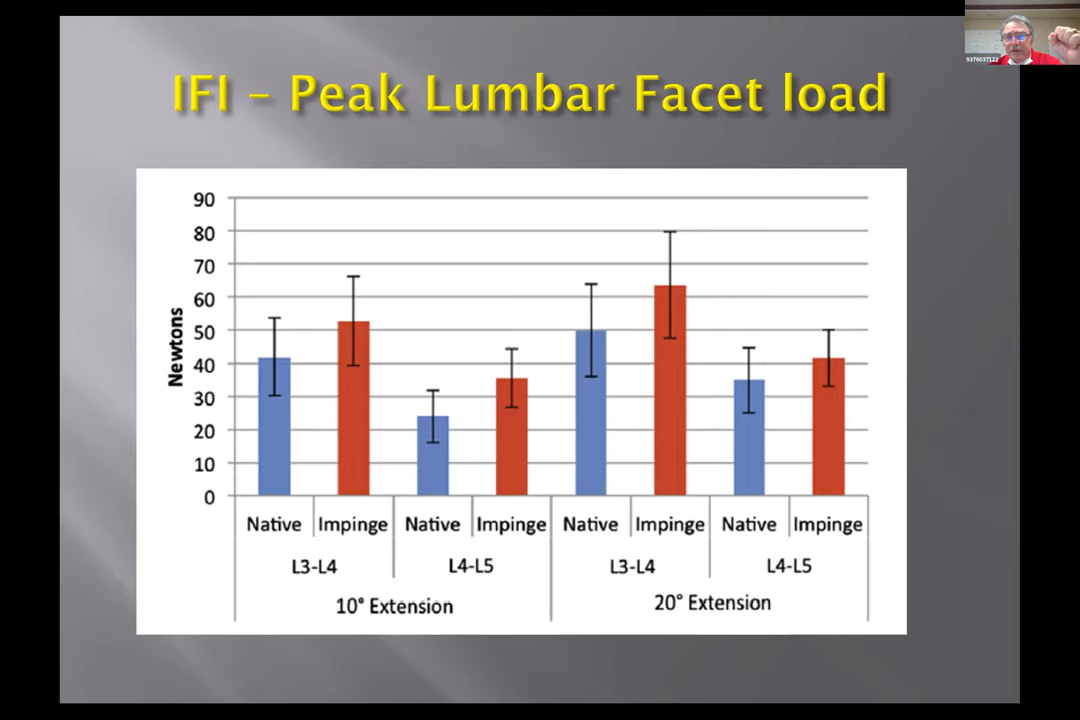 9376037122
IFI – Peak Lumbar Facet load
Newtons
90
80
70
60
50
40
30
20
10
0
Native Impinge Native Impinge Native Impinge Native Impinge
L3-L4 L4-L5 L3-L4 L4-L5
10° Extension 20° Extension